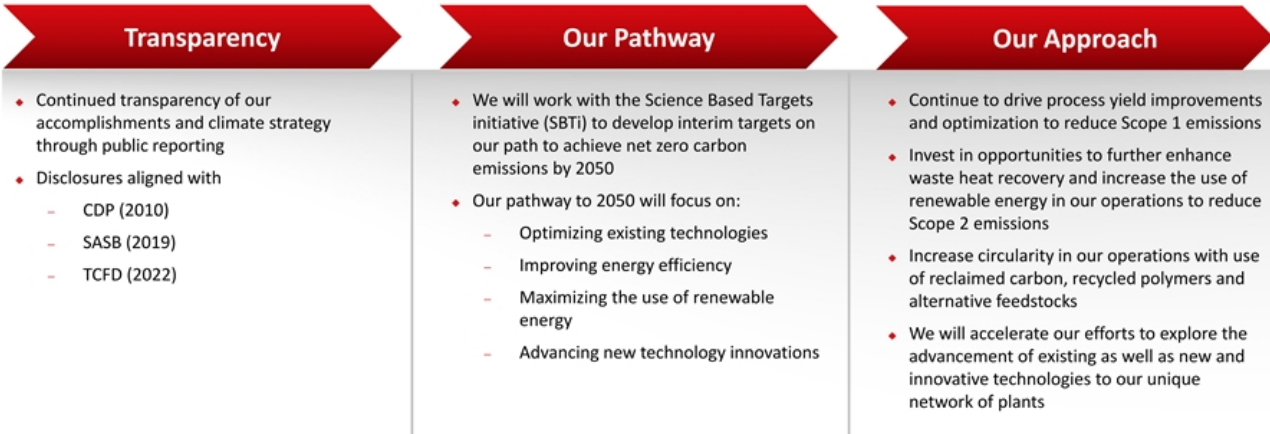 Transparency
Continued transparency of our
accomplishments and climate strategy
through public reporting
Disclosures aligned with
– CDP (2010)
– SASB (2019)
– TCFD (2022)
Our Pathway
We will work with the Science Based Targets
initiative (SBTi) to develop interim targets on
our path to achieve net zero carbon
emissions by 2050
Our pathway to 2050 will focus on:
– Optimizing existing technologies
– Improving energy efficiency
– Maximizing the use of renewable
energy
– Advancing new technology innovations
Our Approach
Continue to drive process yield improvements
and optimization to reduce Scope 1 emissions
Invest in opportunities to further enhance
waste heat recovery and increase the use of
renewable energy in our operations to reduce
Scope 2 emissions
Increase circularity in our operations with use
of reclaimed carbon, recycled polymers and
alternative feedstocks
We will accelerate our efforts to explore the
advancement of existing as well as new and
innovative technologies to our unique
network of plants